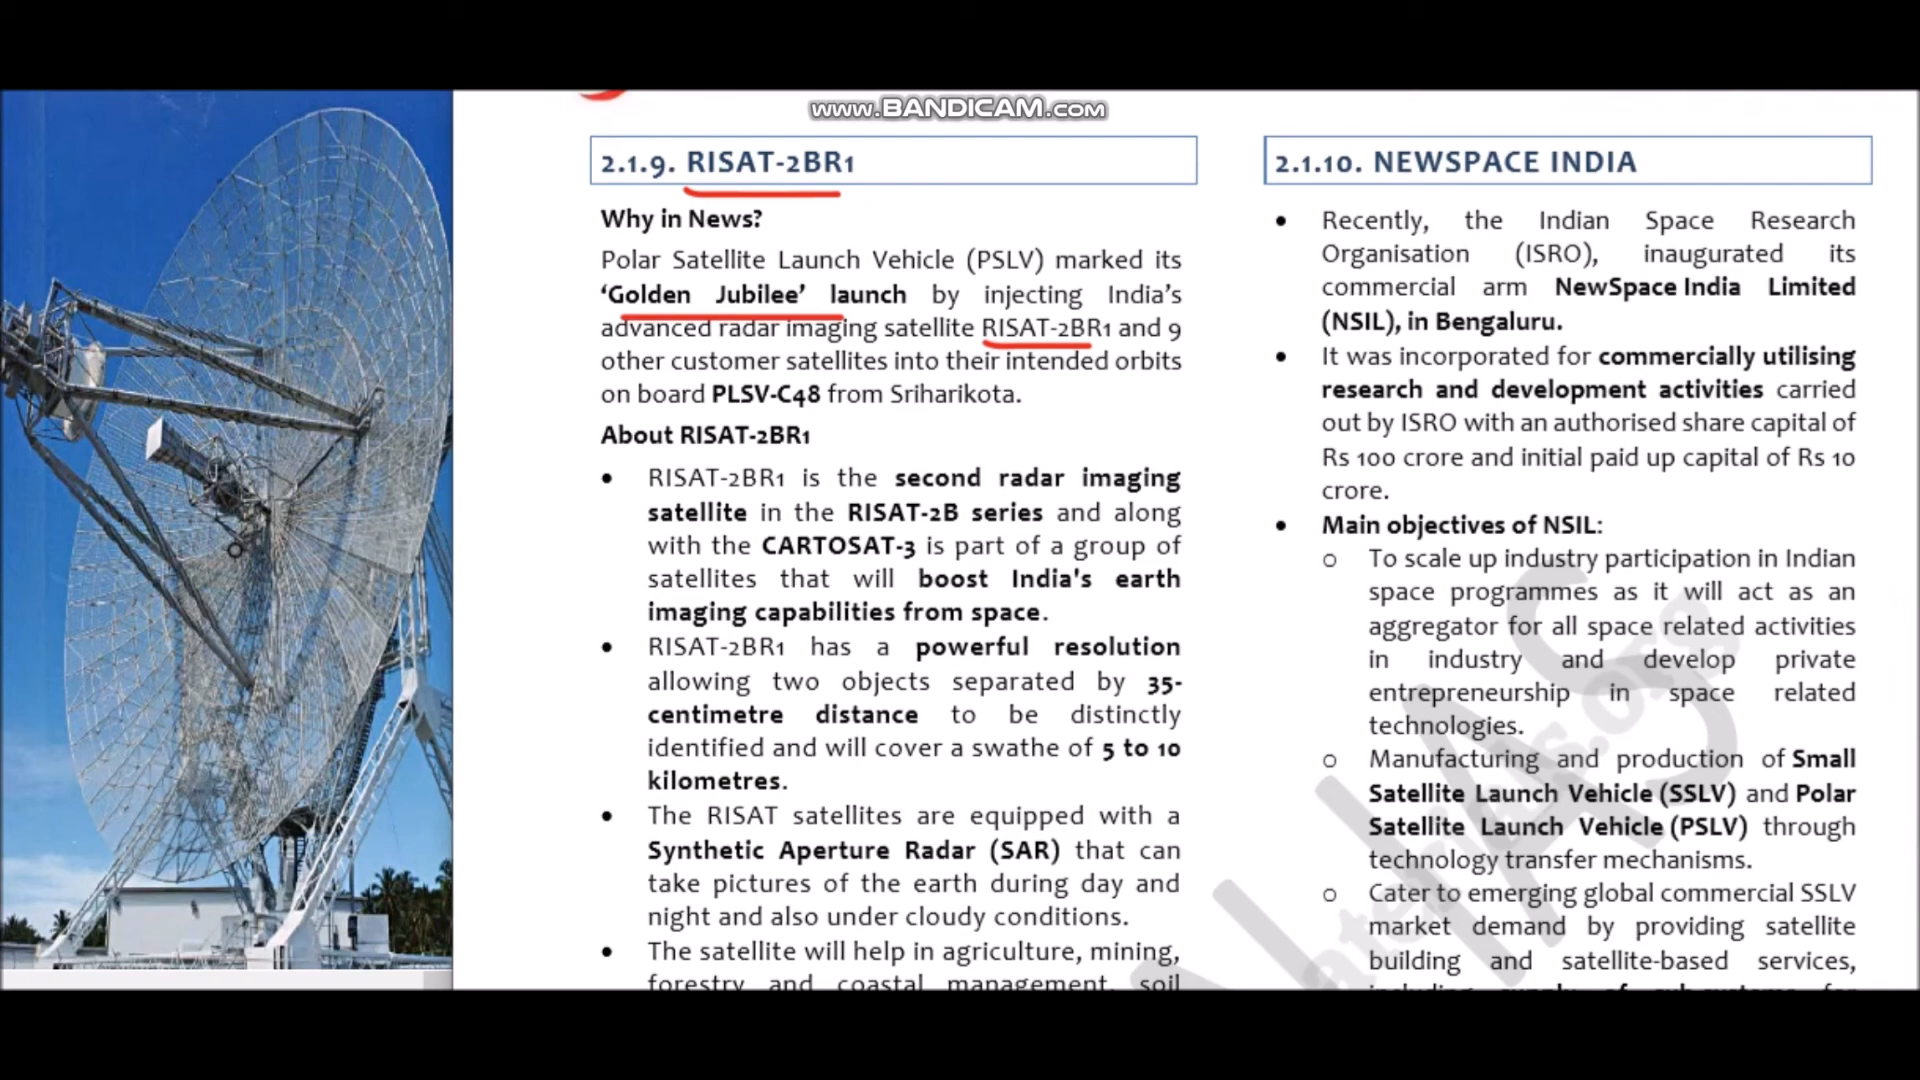 www.BANDICAM.com
2.1.9. RISAT-2BR1
Why in News?
Polar Satellite Launch Vehicle (PSLV) marked its
‘Golden Jubilee’ launch by injecting India’s
advanced radar imaging satellite RISAT-2BR1 and 9
other customer satellites into their intended orbits
on board PLSV-C48 from Sriharikota.
About RISAT-2BR1
• RISAT-2BR1 is the second radar imaging
satellite in the RISAT-2B series and along
with the CARTOSAT-3 is part of a group of
satellites that will boost India's earth
imaging capabilities from space.
• RISAT-2BR1 has a powerful resolution
allowing two objects separated by 35-
centimetre distance to be distinctly
identified and will cover a swathe of 5 to 10
kilometres.
• The RISAT satellites are equipped with a
Synthetic Aperture Radar (SAR) that can
take pictures of the earth during day and
night and also under cloudy conditions.
• The satellite will help in agriculture, mining,
forestry and coastal management, soil
2.1.10. NEWSPACE INDIA
• Recently, the Indian Space Research
Organisation (ISRO), inaugurated its
commercial arm NewSpace India Limited
(NSIL), in Bengaluru.
• It was incorporated for commercially utilising
research and development activities carried
out by ISRO with an authorised share capital of
Rs 100 crore and initial paid up capital of Rs 10
crore.
• Main objectives of NSIL:
o To scale up industry participation in Indian
space programmes as it will act as an
aggregator for all space related activities
in industry and develop private
entrepreneurship in space related
technologies.
o Manufacturing and production of Small
Satellite Launch Vehicle (SSLV) and Polar
Satellite Launch Vehicle (PSLV) through
technology transfer mechanisms.
o Cater to emerging global commercial SSLV
market demand by providing satellite
building and satellite-based services,